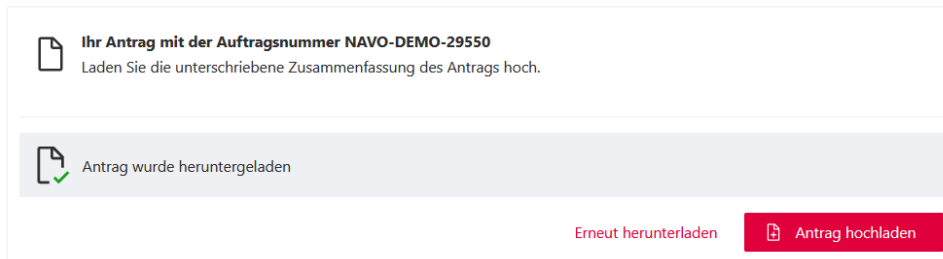 Ihr Antrag mit der Auftragsnummer NAVO-DEMO-29550
Laden Sie die unterschriebene Zusammenfassung des Antrags hoch.
Antrag wurde heruntergeladen
Erneut herunterladen
Antrag hochladen